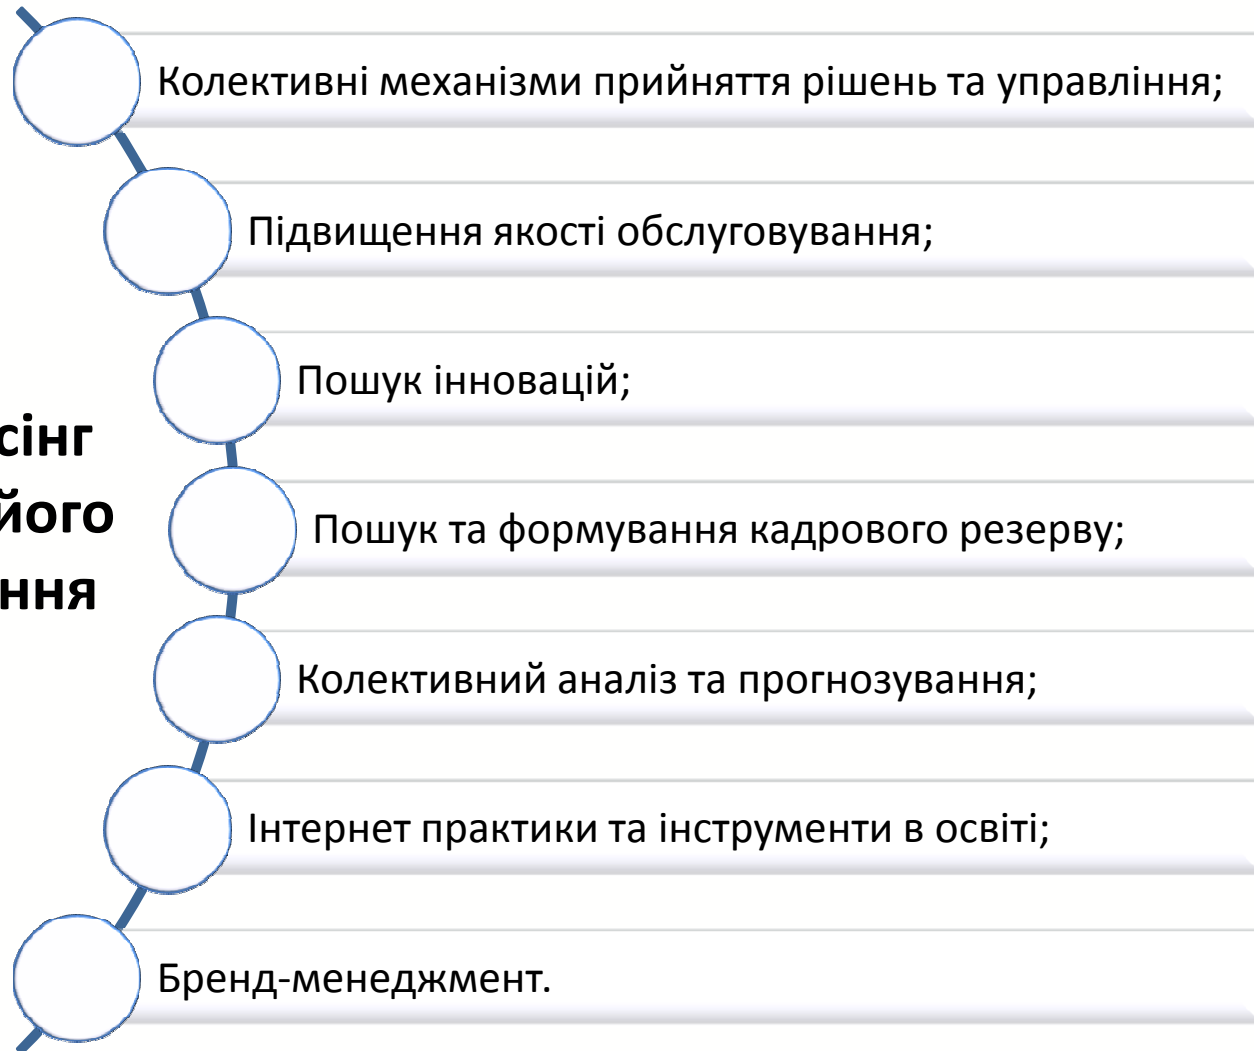 Колективні механізми прийняття рішень та управління;
Підвищення якості обслуговування;
Пошук інновацій;
сінг
його
ння
Пошук та формування кадрового резерву;
Колективний аналіз та прогнозування;
Інтернет практики та інструменти в освіті;
Бренд-менеджмент.